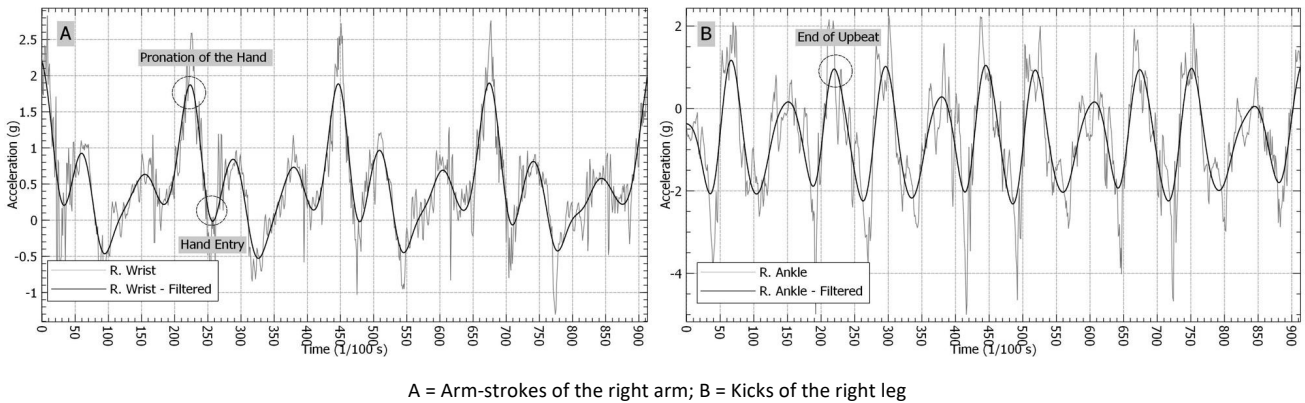 A
Pronation of the Hand
Hand Entry
R. Wrist
R. Wrist - Filtered
Acceleration (g)
2.5
2
1.5
1
0.5
0
-0.5
-1
0 50 100 150 200 250 300 350 400 450 500 550 600 650 700 750 800 850 900
Time (1/100 s)
B
End of Upbeat
R. Ankle
R. Ankle - Filtered
Acceleration (g)
2
0
-2
-4
0 50 100 150 200 250 300 350 400 450 500 550 600 650 700 750 800 850 900
Time (1/100 s)
A = Arm-strokes of the right arm; B = Kicks of the right leg